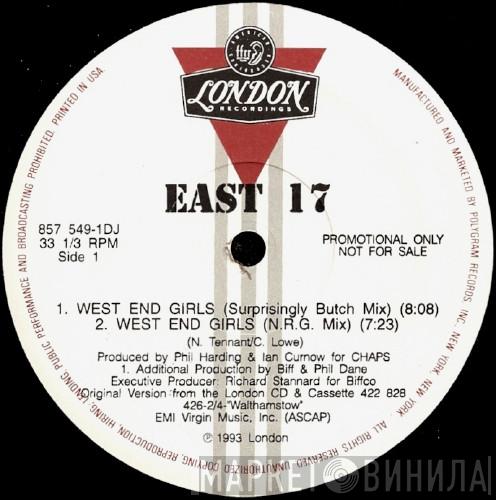 AMERICAN RECORDINGS
ffrr
LONDON
RECORDINGS
EAST 17
857 549-1DJ
33 1/3 RPM
Side 1
PROMOTIONAL ONLY
NOT FOR SALE
1. WEST END GIRLS (Surprisingly Butch Mix) (8:08)
2. WEST END GIRLS (N.R.G. Mix) (7:23)
(N. Tennant/C. Lowe)
Produced by Phil Harding & Ian Curnow for CHAPS
1. Additional Production by Biff & Phil Dane
Executive Producer: Richard Stannard for Biffco
Original Version from the London CD & Cassette 422 828
426-2/4-"Walthamstow"
EMI Virgin Music, Inc. (ASCAP)
℗ 1993 London
MANUFACTURED AND MARKETED BY POLYGRAM RECORDS INC. NEW YORK, NEW YORK. ALL RIGHTS RESERVED. UNAUTHORIZED COPYING, REPRODUCTION, HIRING, LENDING PUBLIC PERFORMANCE AND BROADCASTING PROHIBITED. PRINTED IN USA
МАРКЕТ ВИНИЛА